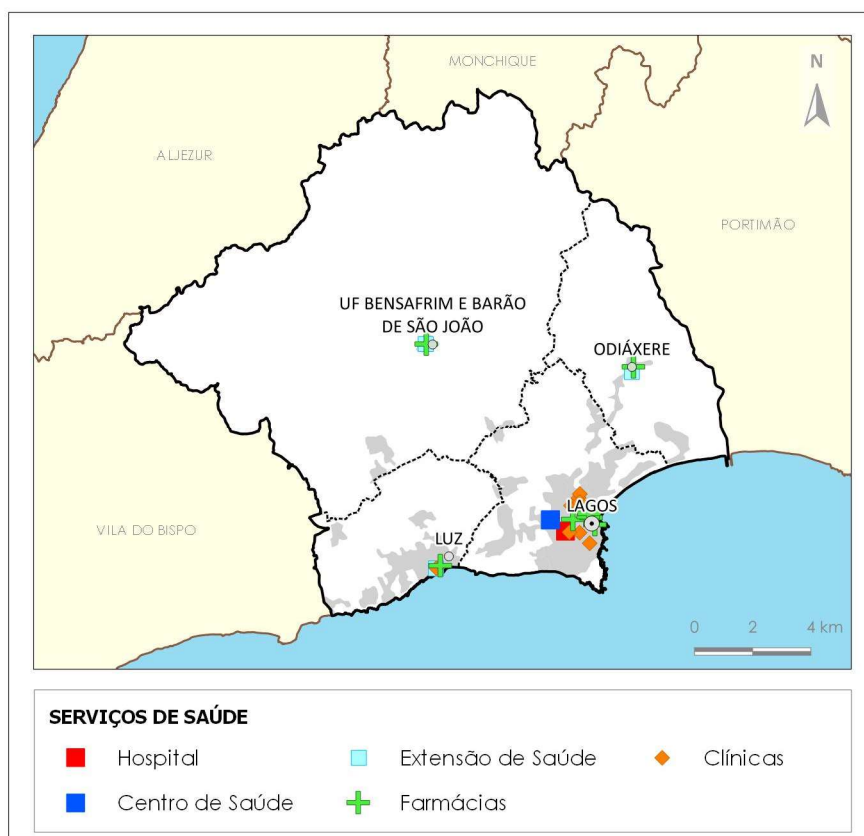 MONCHIQUE
N
ALJEZUR
PORTIMÃO
UF BENSAFRIM E BARÃO
DE SÃO JOÃO
ODIÁXERE
LAGOS
VILA DO BISPO
LUZ
0 2 4 km
SERVIÇOS DE SAÚDE
Hospital
Extensão de Saúde
Clínicas
Centro de Saúde
Farmácias